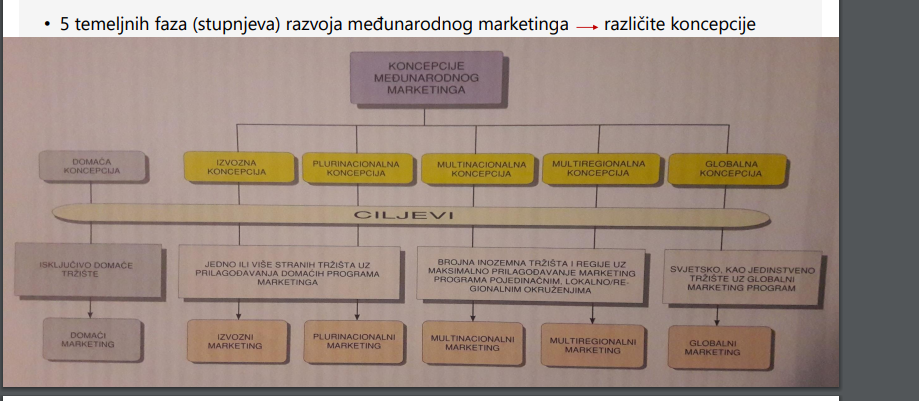 • 5 temeljnih faza (stupnjeva) razvoja međunarodnog marketinga → različite koncepcije
KONCEPCIJE
MEĐUNARODNOG
MARKETINGA
DOMAĆA
KONCEPCIJA
IZVOZNA
KONCEPCIJA
PLURINACIONALNA
KONCEPCIJA
MULTINACIONALNA
KONCEPCIJA
MULTIREGIONALNA
KONCEPCIJA
GLOBALNA
KONCEPCIJA
CILJEVI
ISKLJUČIVO DOMAĆE
TRŽIŠTE
JEDNO ILI VIŠE STRANIH TRŽIŠTA UZ
PRILAGOĐAVANJA DOMAĆIH PROGRAMA
MARKETINGA
BROJNA INOZEMNA TRŽIŠTA I REGIJE UZ
MAKSIMALNO PRILAGOĐAVANJE MARKETING
PROGRAMA POJEDINAČNIM, LOKALNO/RE-
GIONALNIM OKRUŽENJIMA
SVJETSKO, KAO JEDINSTVENO
TRŽIŠTE UZ GLOBALNI
MARKETING PROGRAM
DOMAĆI
MARKETING
IZVOZNI
MARKETING
PLURINACIONALNI
MARKETING
MULTINACIONALNI
MARKETING
MULTIREGIONALNI
MARKETING
GLOBALNI
MARKETING